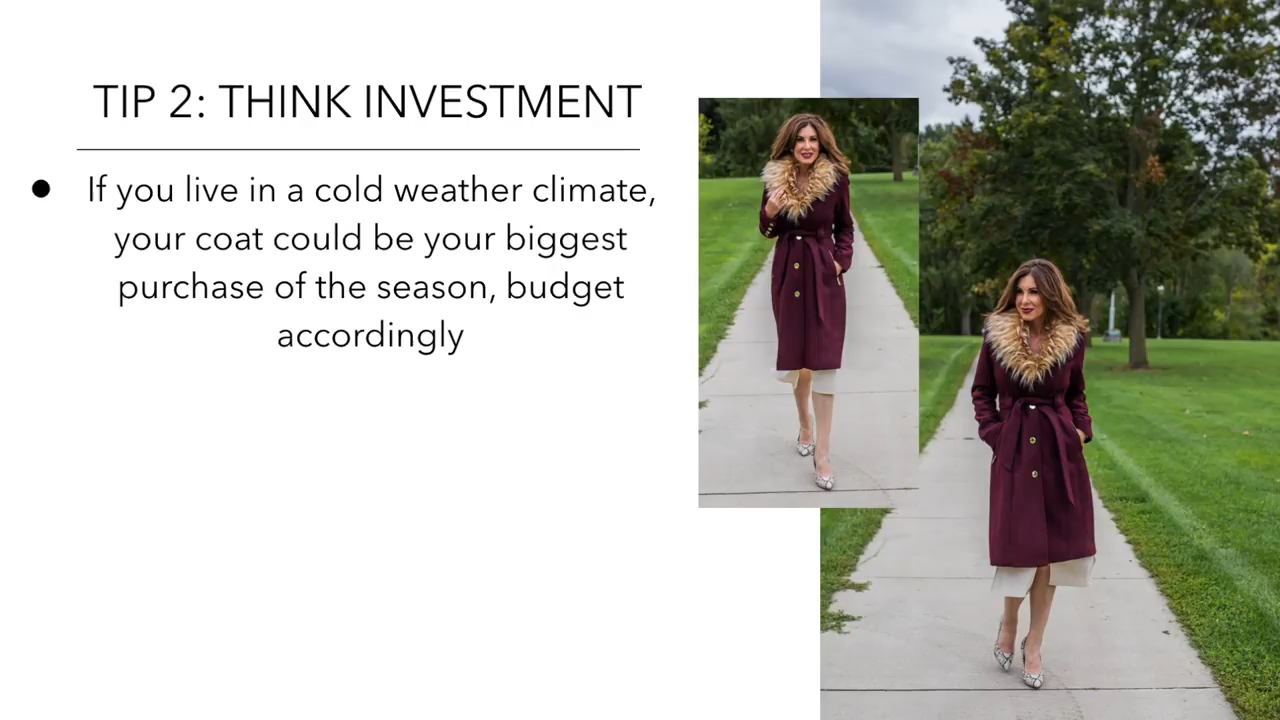 TIP 2: THINK INVESTMENT
● If you live in a cold weather climate,
your coat could be your biggest
purchase of the season, budget
accordingly